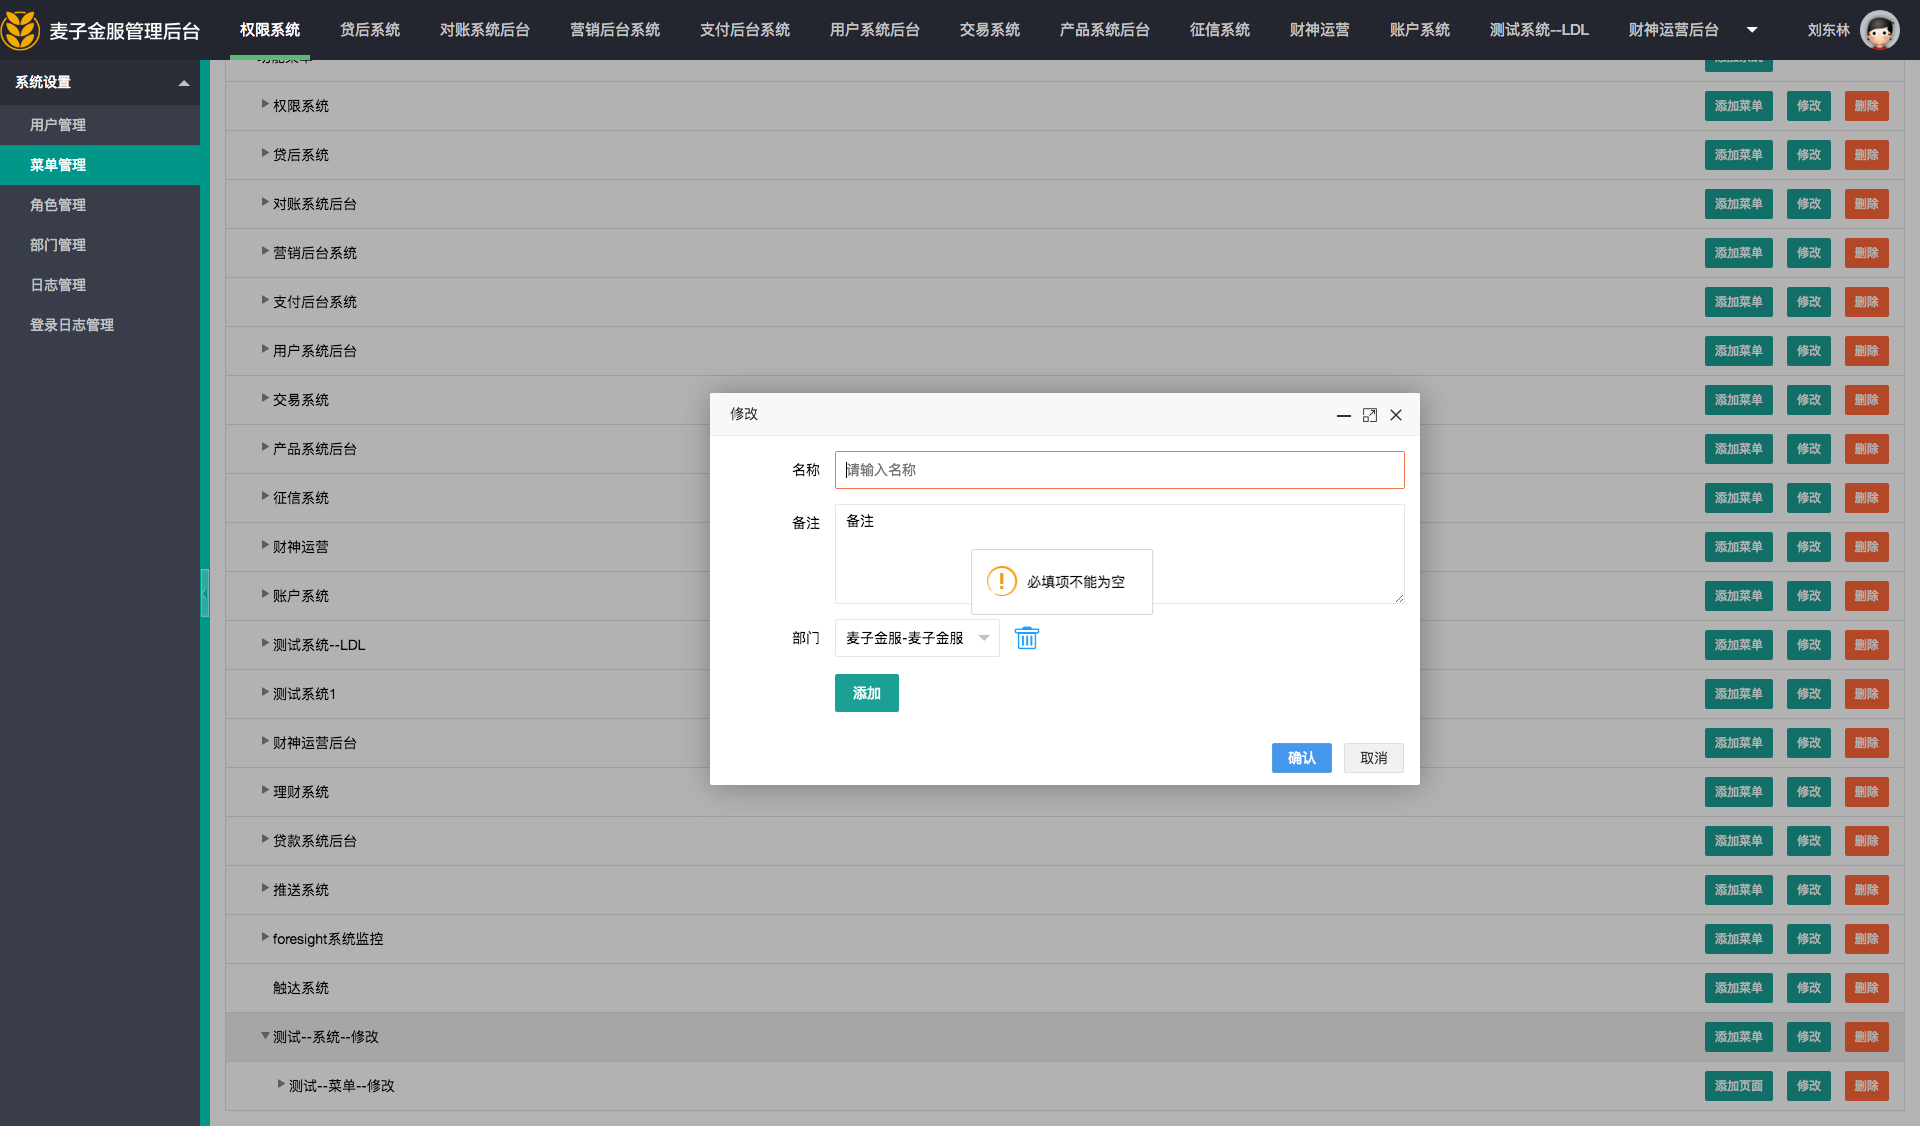 麦子金服管理后台
权限系统 贷后系统 对账系统后台 营销后台系统 支付后台系统 用户系统后台 交易系统 产品系统后台 征信系统 财神运营 账户系统 测试系统--LDL 财神运营后台 刘东林
系统设置
用户管理
菜单管理
角色管理
部门管理
日志管理
登录日志管理
权限系统 添加菜单 修改 删除
贷后系统 添加菜单 修改 删除
对账系统后台 添加菜单 修改 删除
营销后台系统 添加菜单 修改 删除
支付后台系统 添加菜单 修改 删除
用户系统后台 添加菜单 修改 删除
交易系统 添加菜单 修改 删除
产品系统后台 添加菜单 修改 删除
征信系统 添加菜单 修改 删除
财神运营 添加菜单 修改 删除
账户系统 添加菜单 修改 删除
测试系统--LDL 添加菜单 修改 删除
测试系统1 添加菜单 修改 删除
财神运营后台 添加菜单 修改 删除
理财系统 添加菜单 修改 删除
贷款系统后台 添加菜单 修改 删除
推送系统 添加菜单 修改 删除
foresight系统监控 添加菜单 修改 删除
触达系统 添加菜单 修改 删除
测试--系统--修改 添加菜单 修改 删除
测试--菜单--修改 添加页面 修改 删除
修改
名称 请输入名称
备注 备注
必填项不能为空
部门 麦子金服-麦子金服
添加
确认 取消